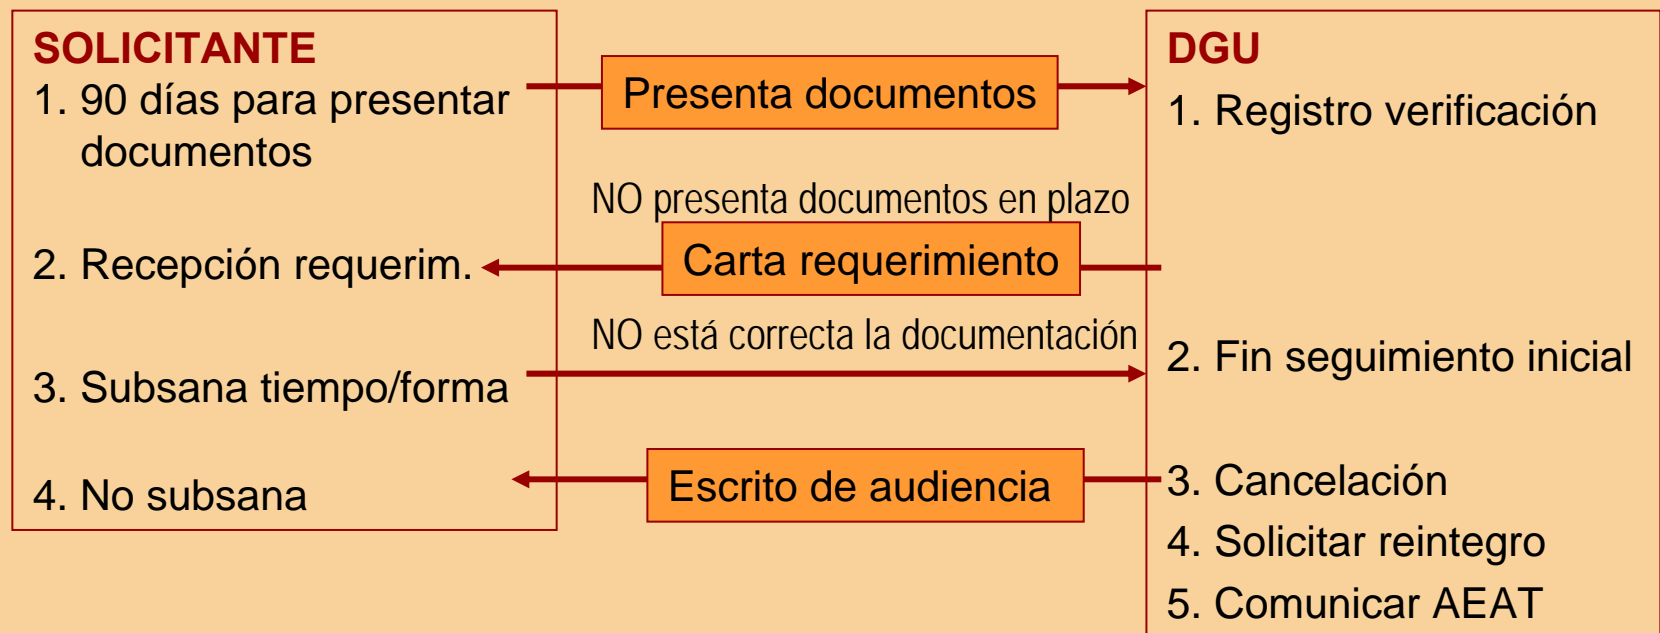 SOLICITANTE
1. 90 días para presentar
documentos
2. Recepción requerim.
3. Subsana tiempo/forma
4. No subsana
Presenta documentos
NO presenta documentos en plazo
Carta requerimiento
NO está correcta la documentación
Escrito de audiencia
DGU
1. Registro verificación
2. Fin seguimiento inicial
3. Cancelación
4. Solicitar reintegro
5. Comunicar AEAT